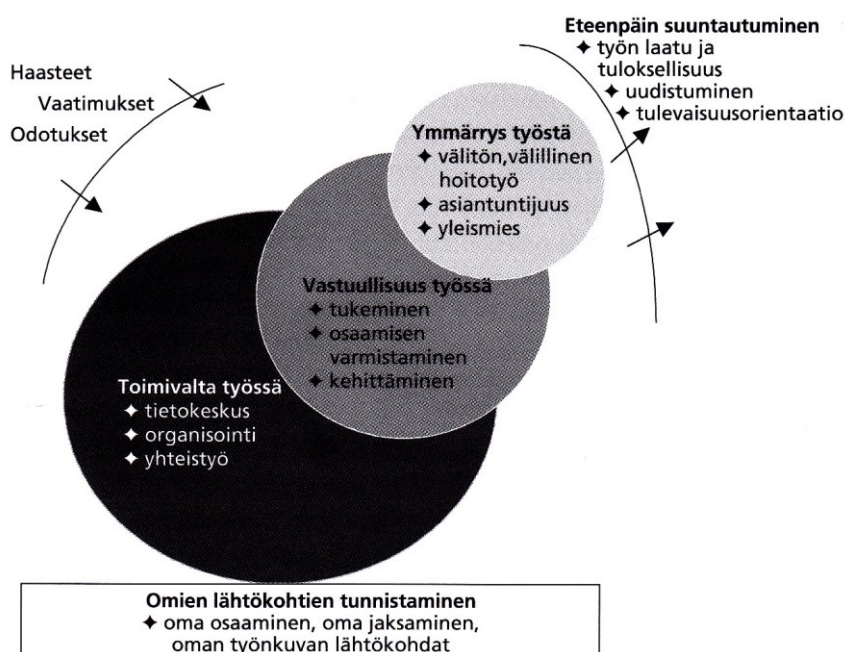 Eteenpäin suuntautuminen
✦ työn laatu ja
tuloksellisuus
✦ uudistuminen
✦ tulevaisuusorientaatio
Haasteet
Vaatimukset
Odotukset
Ymmärrys työstä
✦ välitön,välillinen
hoitotyö
✦ asiantuntijuus
✦ yleismies
Vastuullisuus työssä
✦ tukeminen
✦ osaamisen
varmistaminen
✦ kehittäminen
Toimivalta työssä
✦ tietokeskus
✦ organisointi
✦ yhteistyö
Omien lähtökohtien tunnistaminen
✦ oma osaaminen, oma jaksaminen,
oman työnkuvan lähtökohdat